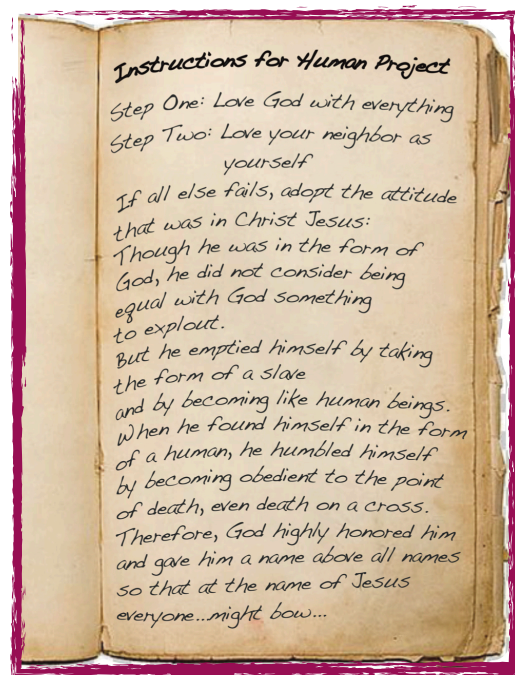 Instructions for Human Project
Step One: Love God with everything
Step Two: Love your neighbor as
yourself
If all else fails, adopt the attitude
that was in Christ Jesus:
Though he was in the form of
God, he did not consider being
equal with God something
to explout.
But he emptied himself by taking
the form of a slave
and by becoming like human beings.
When he found himself in the form
of a human, he humbled himself
by becoming obedient to the point
of death, even death on a cross.
Therefore, God highly honored him
and gave him a name above all names
so that at the name of Jesus
everyone...might bow...